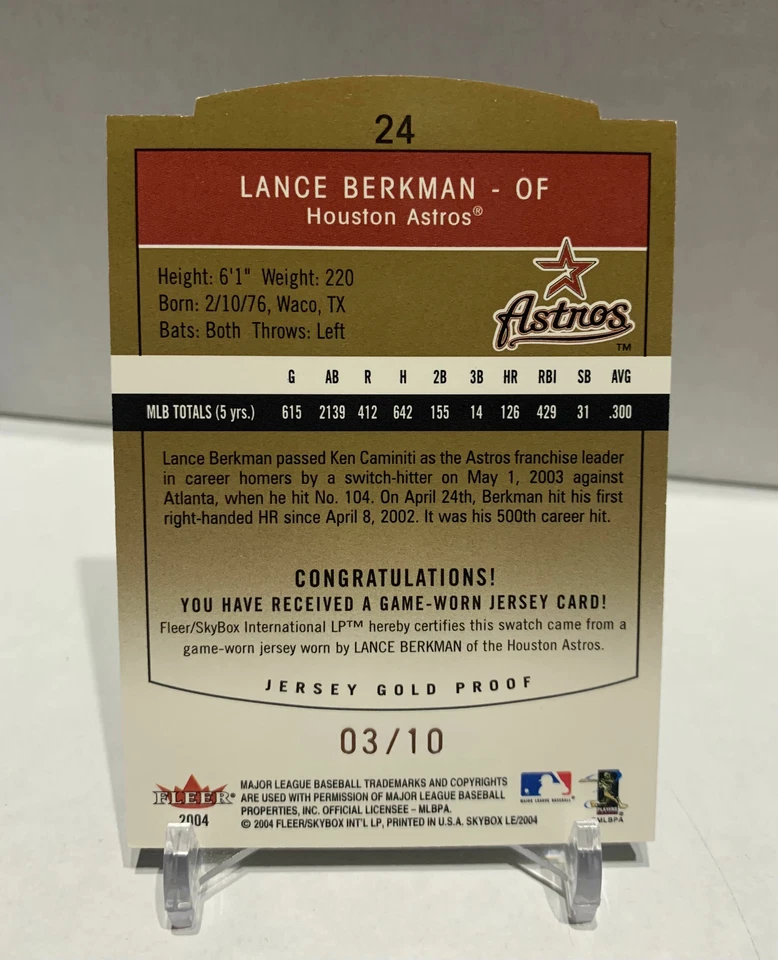 24
LANCE BERKMAN - OF
Houston Astros®
Height: 6'1" Weight: 220
Born: 2/10/76, Waco, TX
Bats: Both Throws: Left
Astros
TM
G AB R H 2B 3B HR RBI SB AVG
MLB TOTALS (5 yrs.) 615 2139 412 642 155 14 126 429 31 .300
Lance Berkman passed Ken Caminiti as the Astros franchise leader
in career homers by a switch-hitter on May 1, 2003 against
Atlanta, when he hit No. 104. On April 24th, Berkman hit his first
right-handed HR since April 8, 2002. It was his 500th career hit.
CONGRATULATIONS!
YOU HAVE RECEIVED A GAME-WORN JERSEY CARD!
Fleer/SkyBox International LP™ hereby certifies this swatch came from a
game-worn jersey worn by LANCE BERKMAN of the Houston Astros.
JERSEY GOLD PROOF
03/10
FLEER®
2004
MAJOR LEAGUE BASEBALL TRADEMARKS AND COPYRIGHTS
ARE USED WITH PERMISSION OF MAJOR LEAGUE BASEBALL
PROPERTIES, INC. OFFICIAL LICENSEE – MLBPA.
© 2004 FLEER/SKYBOX INT'L LP, PRINTED IN U.S.A. SKYBOX LE/2004
MAJOR LEAGUE BASEBALL
PLAYERS
MLBPA